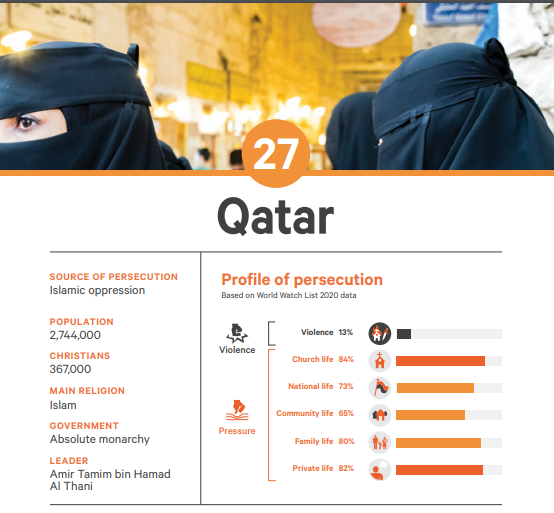 27
Qatar
SOURCE OF PERSECUTION
Islamic oppression
POPULATION
2,744,000
CHRISTIANS
367,000
MAIN RELIGION
Islam
GOVERNMENT
Absolute monarchy
LEADER
Amir Tamim bin Hamad
Al Thani
Profile of persecution
Based on World Watch List 2020 data
Violence
Violence 13%
Church life 84%
National life 73%
Community life 65%
Family life 80%
Private life 82%
Pressure